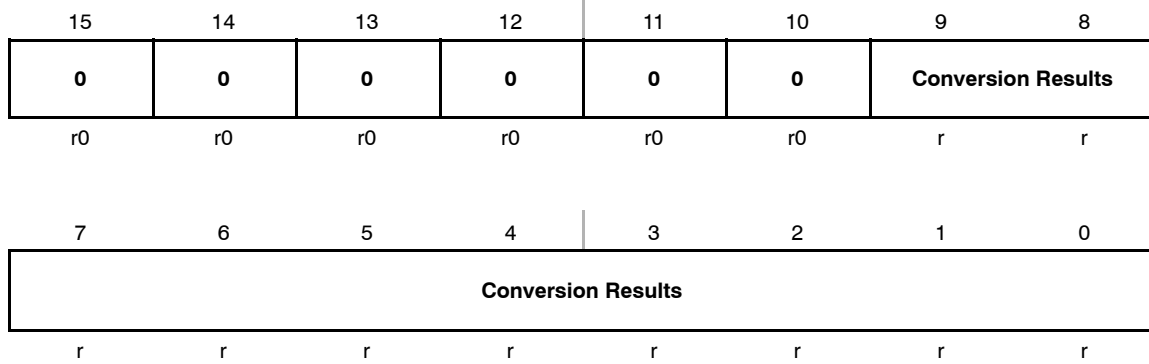 15 14 13 12 11 10 9 8
0 0 0 0 0 0 Conversion Results
r0 r0 r0 r0 r0 r0 r r
7 6 5 4 3 2 1 0
Conversion Results
r r r r r r r r